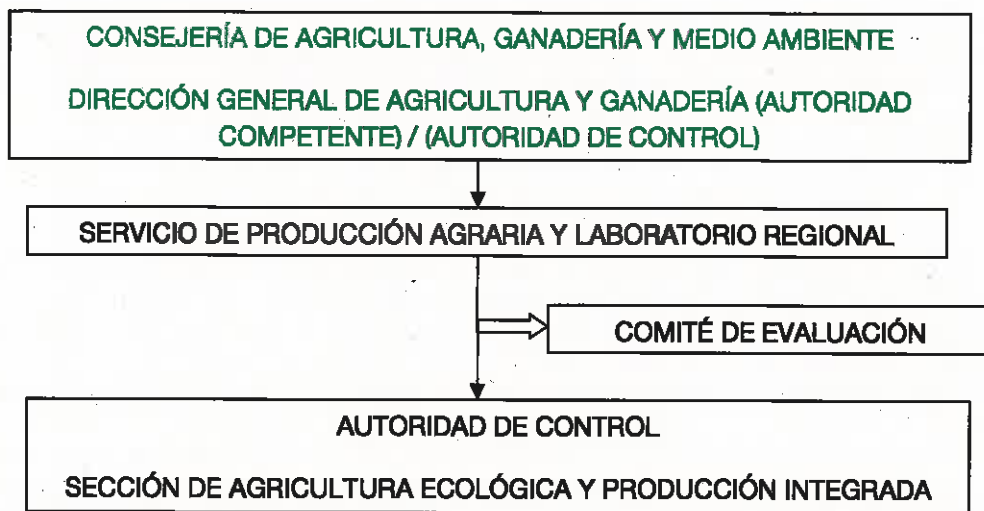 CONSEJERÍA DE AGRICULTURA, GANADERÍA Y MEDIO AMBIENTE
DIRECCIÓN GENERAL DE AGRICULTURA Y GANADERÍA (AUTORIDAD
COMPETENTE) / (AUTORIDAD DE CONTROL)
SERVICIO DE PRODUCCIÓN AGRARIA Y LABORATORIO REGIONAL
COMITÉ DE EVALUACIÓN
AUTORIDAD DE CONTROL
SECCIÓN DE AGRICULTURA ECOLÓGICA Y PRODUCCIÓN INTEGRADA